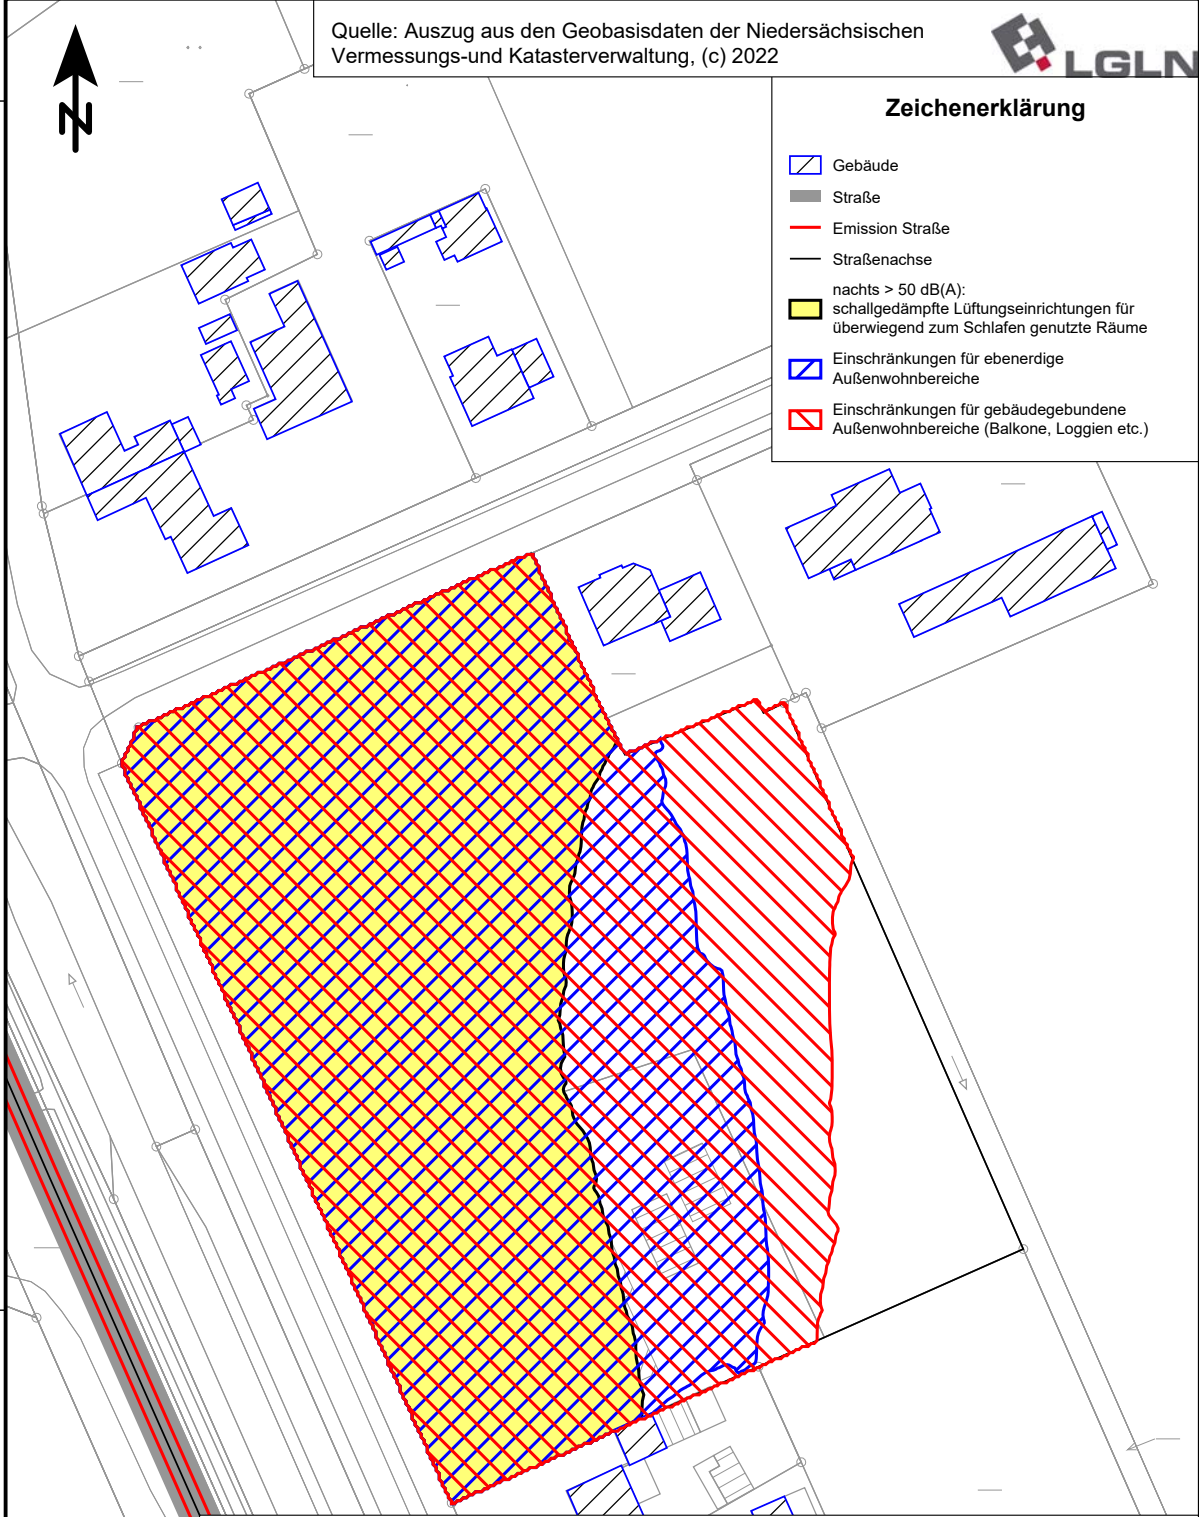 Quelle: Auszug aus den Geobasisdaten der Niedersächsischen
Vermessungs-und Katasterverwaltung, (c) 2022
LGLN
N
Zeichenerklärung
Gebäude
Straße
Emission Straße
Straßenachse
nachts > 50 dB(A):
schallgedämpfte Lüftungseinrichtungen für
überwiegend zum Schlafen genutzte Räume
Einschränkungen für ebenerdige
Außenwohnbereiche
Einschränkungen für gebäudegebundene
Außenwohnbereiche (Balkone, Loggien etc.)